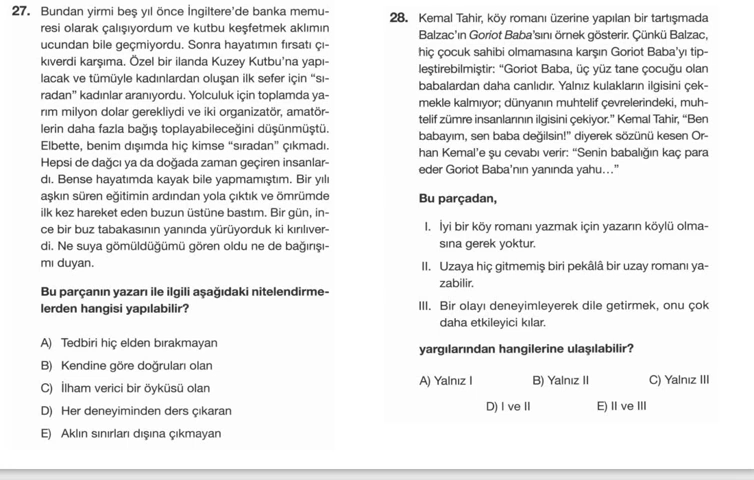 27. Bundan yirmi beş yıl önce İngiltere'de banka memu-
resi olarak çalışıyordum ve kutbu keşfetmek aklımın
ucundan bile geçmiyordu. Sonra hayatımın fırsatı çı-
kıverdi karşıma. Özel bir ilanda Kuzey Kutbu'na yapı-
lacak ve tümüyle kadınlardan oluşan ilk sefer için “sı-
radan” kadınlar aranıyordu. Yolculuk için toplamda ya-
rım milyon dolar gerekliydi ve iki organizatör, amatör-
lerin daha fazla bağış toplayabileceğini düşünmüştü.
Elbette, benim dışımda hiç kimse “sıradan” çıkmadı.
Hepsi de dağcı ya da doğada zaman geçiren insanlar-
dı. Bense hayatımda kayak bile yapmamıştım. Bir yılı
aşkın süren eğitimin ardından yola çıktık ve ömrümde
ilk kez hareket eden buzun üstüne bastım. Bir gün, in-
ce bir buz tabakasının yanında yürüyorduk ki kırılıver-
di. Ne suya gömüldüğümü gören oldu ne de bağırışı-
mı duyan.
Bu parçanın yazarı ile ilgili aşağıdaki nitelendirme-
lerden hangisi yapılabilir?
A) Tedbiri hiç elden bırakmayan
B) Kendine göre doğruları olan
C) İlham verici bir öyküsü olan
D) Her deneyiminden ders çıkaran
E) Aklın sınırları dışına çıkmayan
28. Kemal Tahir, köy romanı üzerine yapılan bir tartışmada
Balzac'ın Goriot Baba'sını örnek gösterir. Çünkü Balzac,
hiç çocuk sahibi olmamasına karşın Goriot Baba'yı tip-
leştirebilmiştir: “Goriot Baba, üç yüz tane çocuğu olan
babalardan daha canlıdır. Yalnız kulakların ilgisini çek-
mekle kalmıyor; dünyanın muhtelif çevrelerindeki, muh-
telif zümre insanlarının ilgisini çekiyor.” Kemal Tahir, “Ben
babayım, sen baba değilsin!” diyerek sözünü kesen Or-
han Kemal'e şu cevabı verir: “Senin babalığın kaç para
eder Goriot Baba'nın yanında yahu...”
Bu parçadan,
I. İyi bir köy romanı yazmak için yazarın köylü olma-
sına gerek yoktur.
II. Uzaya hiç gitmemiş biri pekâlâ bir uzay romanı ya-
zabilir.
III. Bir olayı deneyimleyerek dile getirmek, onu çok
daha etkileyici kılar.
yargılarından hangilerine ulaşılabilir?
A) Yalnız I B) Yalnız II C) Yalnız III
D) I ve II E) II ve III